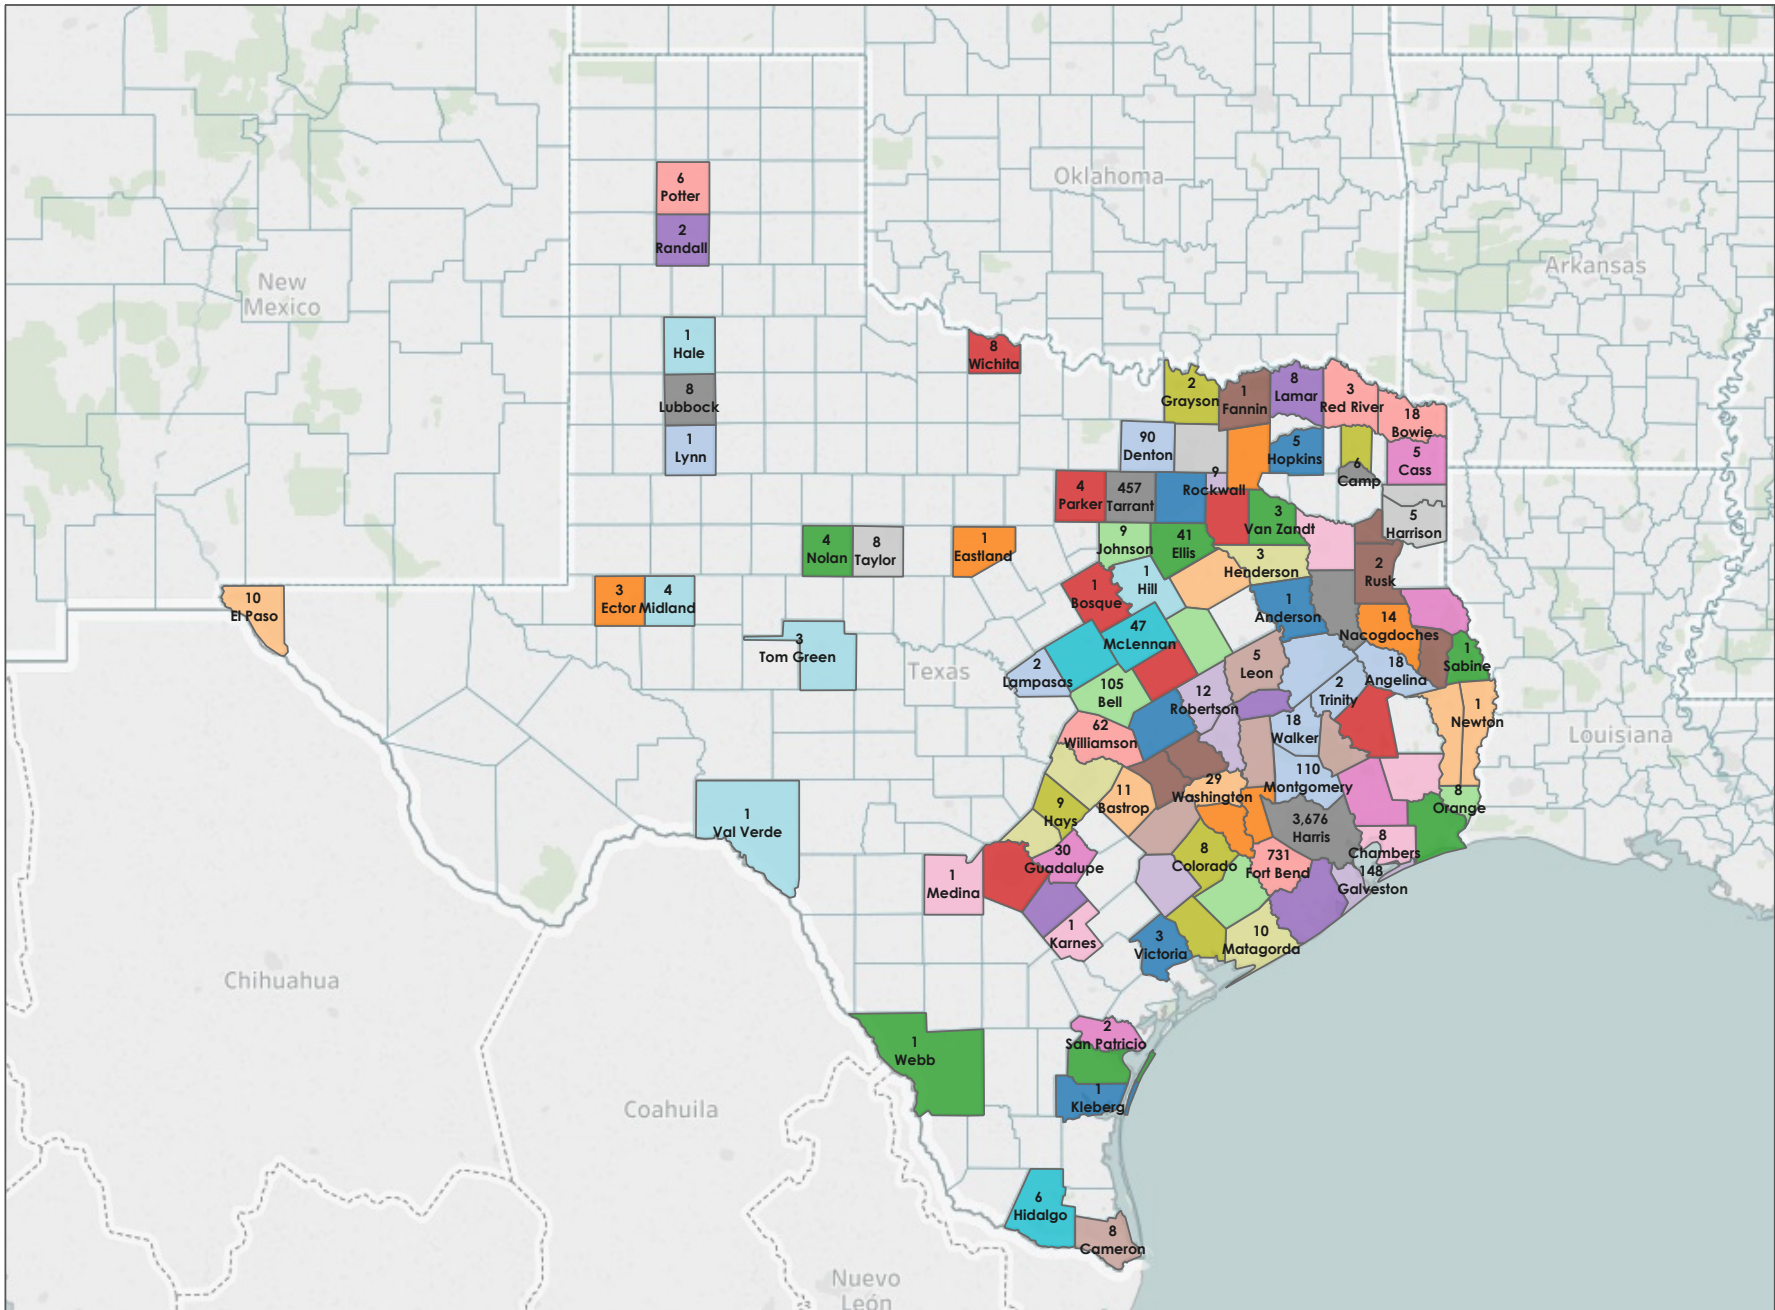 Oklahoma
6
Potter
2
Randall
New
Mexico
Arkansas
1
Hale
8
Wichita
8
Lubbock
2
Grayson
1
Fannin
8
Lamar
3
Red River
18
Bowie
1
Lynn
90
Denton
5
Hopkins
6
Camp
5
Cass
4
Parker
457
Tarrant
9
Rockwall
3
Van Zandt
5
Harrison
4
Nolan
8
Taylor
1
Eastland
9
Johnson
41
Ellis
3
Henderson
2
Rusk
10
El Paso
3
Ector
4
Midland
1
Bosque
1
Hill
1
Anderson
14
Nacogdoches
3
Tom Green
Texas
47
McLennan
2
Lampasas
105
Bell
5
Leon
12
Robertson
2
Trinity
18
Angelina
1
Sabine
1
Newton
Louisiana
62
Williamson
18
Walker
110
Montgomery
1
Val Verde
9
Hays
11
Bastrop
29
Washington
3,676
Harris
8
Orange
8
Chambers
148
Galveston
1
Medina
30
Guadalupe
8
Colorado
731
Fort Bend
1
Karnes
3
Victoria
10
Matagorda
Chihuahua
1
Webb
2
San Patricio
1
Kleberg
Coahuila
6
Hidalgo
8
Cameron
Nuevo
León